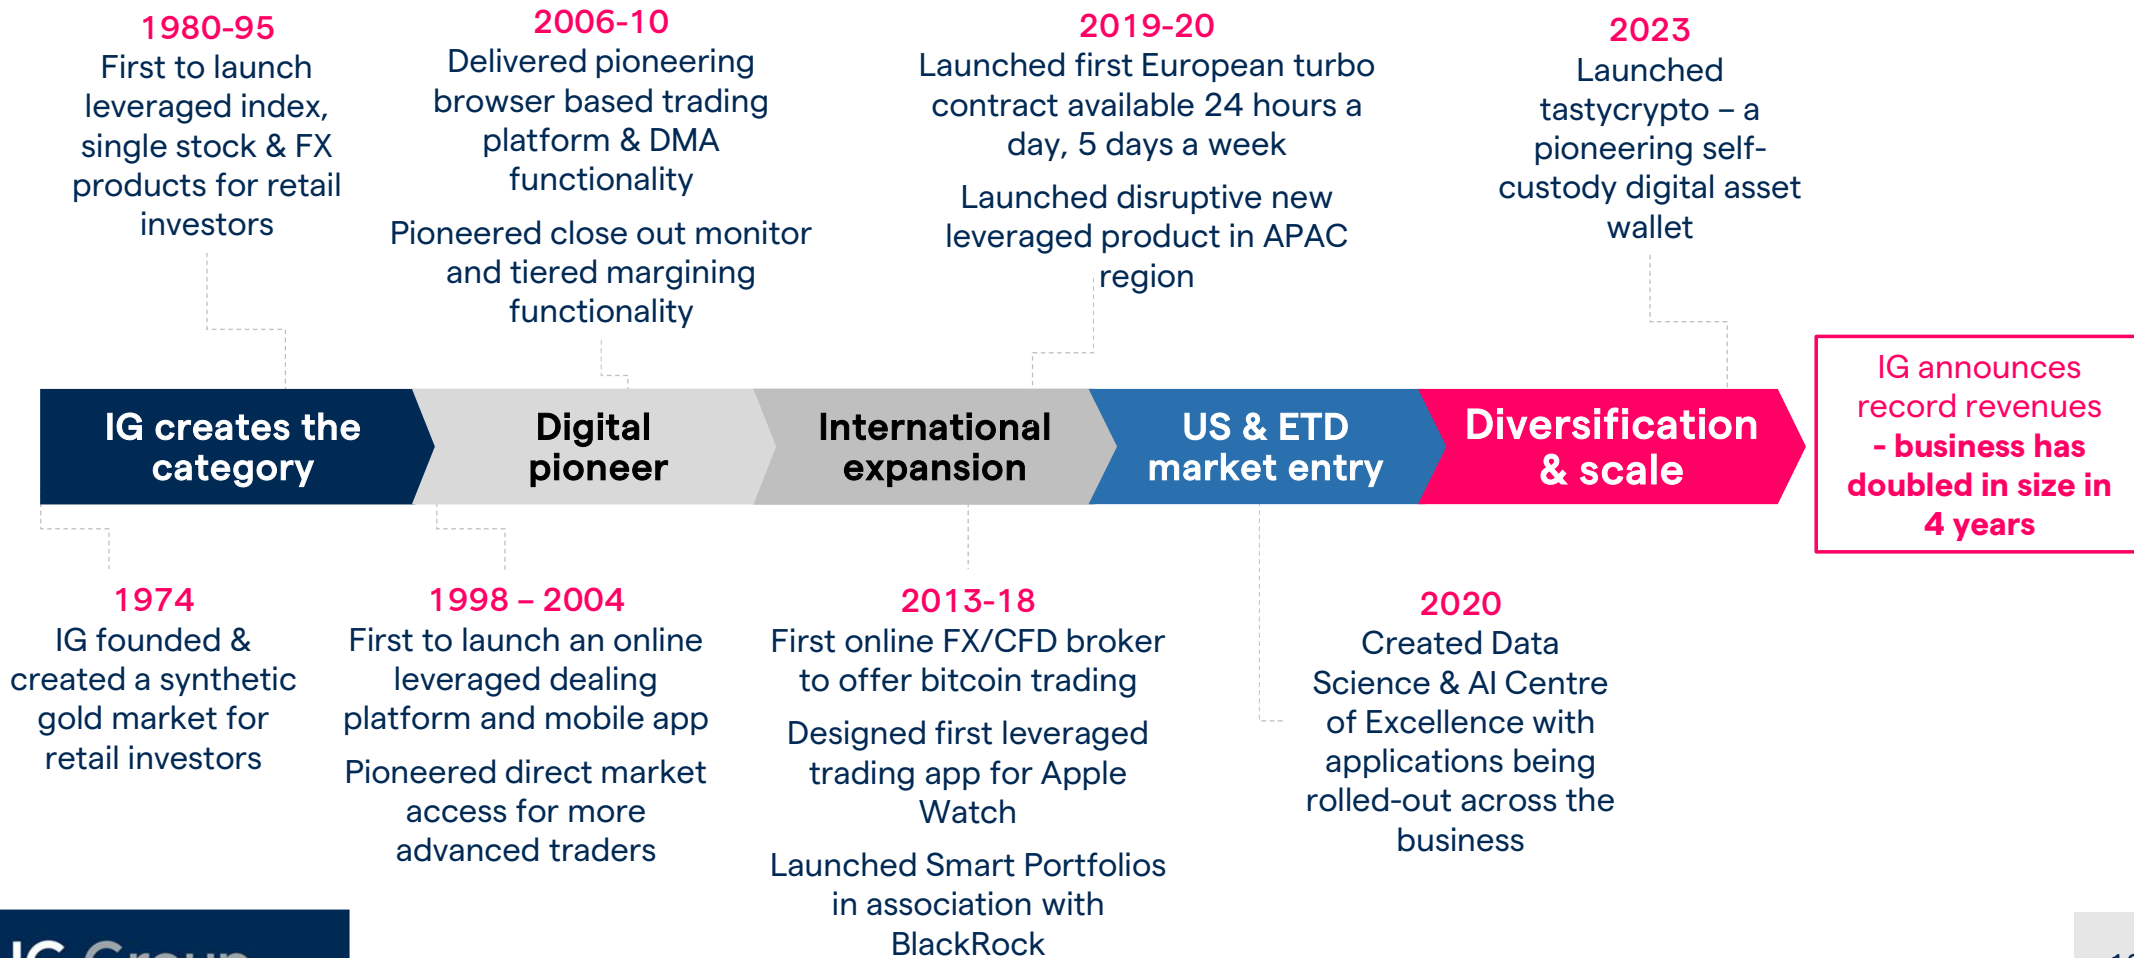 1980-95
First to launch
leveraged index,
single stock & FX
products for retail
investors
2006-10
Delivered pioneering
browser based trading
platform & DMA
functionality
Pioneered close out monitor
and tiered margining
functionality
2019-20
Launched first European turbo
contract available 24 hours a
day, 5 days a week
Launched disruptive new
leveraged product in APAC
region
2023
Launched
tastycrypto – a
pioneering self-
custody digital asset
wallet
IG creates the
category
Digital
pioneer
International
expansion
US & ETD
market entry
Diversification
& scale
IG announces
record revenues
- business has
doubled in size in
4 years
1974
IG founded &
created a synthetic
gold market for
retail investors
1998 – 2004
First to launch an online
leveraged dealing
platform and mobile app
Pioneered direct market
access for more
advanced traders
2013-18
First online FX/CFD broker
to offer bitcoin trading
Designed first leveraged
trading app for Apple
Watch
Launched Smart Portfolios
in association with
BlackRock
2020
Created Data
Science & AI Centre
of Excellence with
applications being
rolled-out across the
business
IG Group